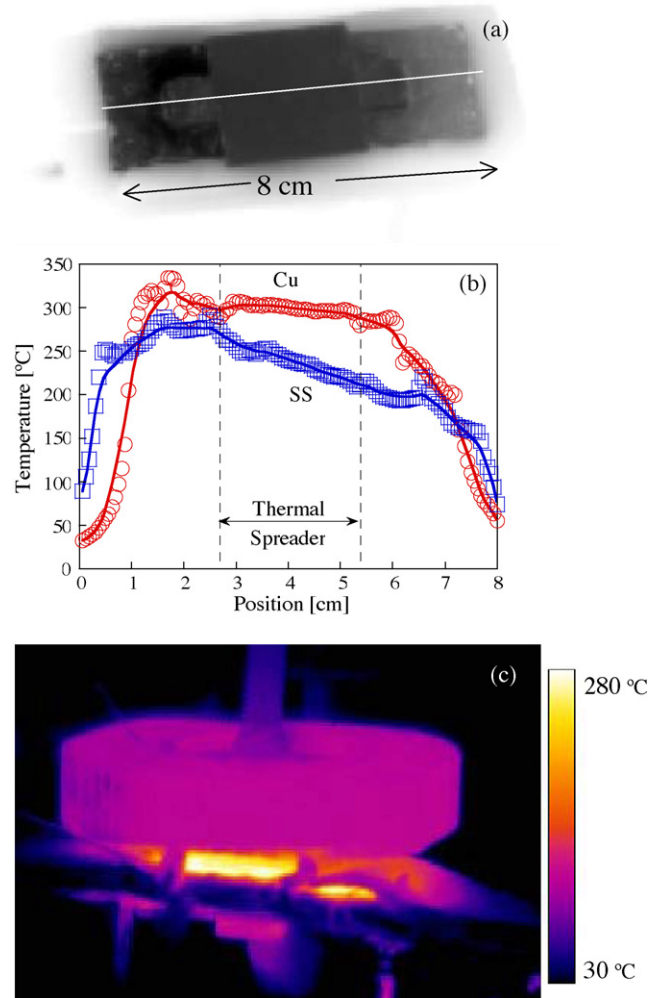 (a)
8 cm
(b)
350
300
250
200
150
100
50
0
Temperature [°C]
Cu
SS
Thermal
Spreader
0 1 2 3 4 5 6 7 8
Position [cm]
(c)
280 °C
30 °C